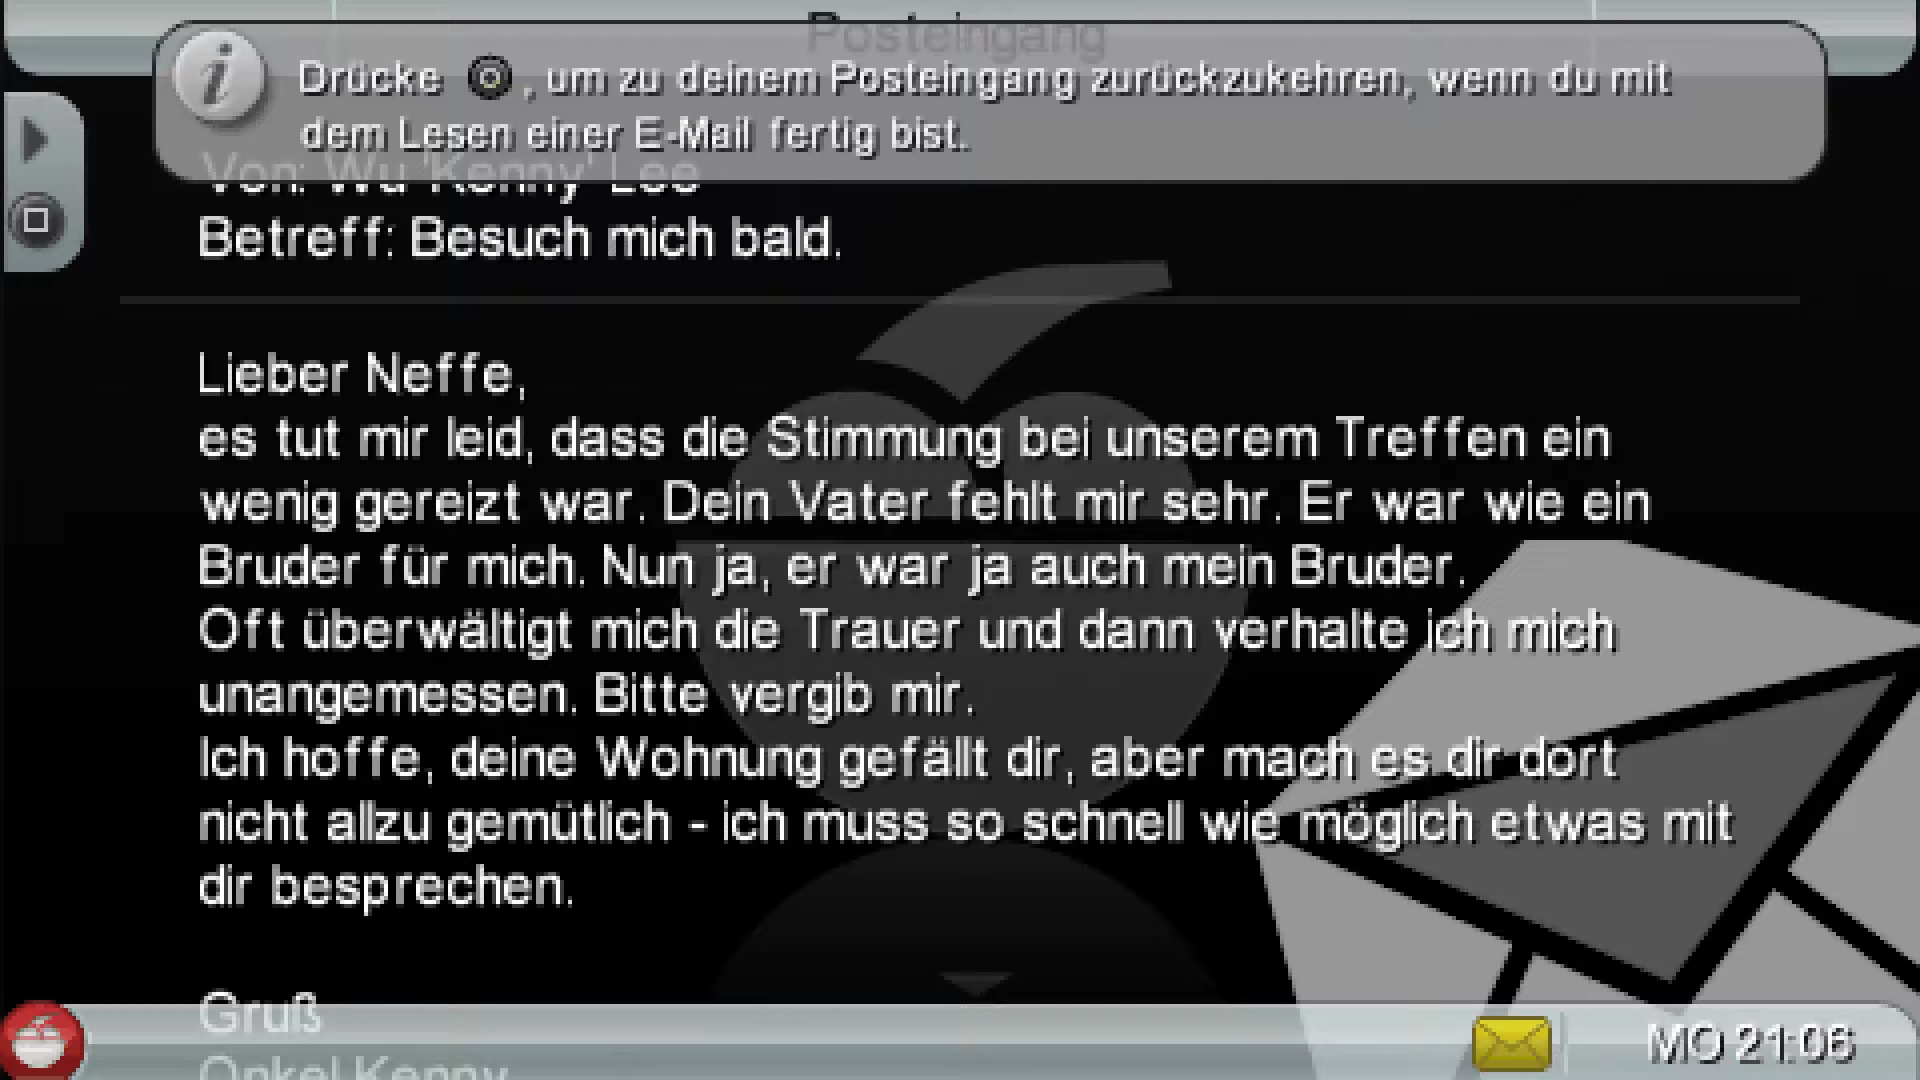 Posteingang
Drücke , um zu deinem Posteingang zurückzukehren, wenn du mit
dem Lesen einer E-Mail fertig bist.
Von: Wu 'Kenny' Lee
Betreff: Besuch mich bald.
Lieber Neffe,
es tut mir leid, dass die Stimmung bei unserem Treffen ein
wenig gereizt war. Dein Vater fehlt mir sehr. Er war wie ein
Bruder für mich. Nun ja, er war ja auch mein Bruder.
Oft überwältigt mich die Trauer und dann verhalte ich mich
unangemessen. Bitte vergib mir.
Ich hoffe, deine Wohnung gefällt dir, aber mach es dir dort
nicht allzu gemütlich - ich muss so schnell wie möglich etwas mit
dir besprechen.
Gruß
Onkel Kenny
MO 21:06